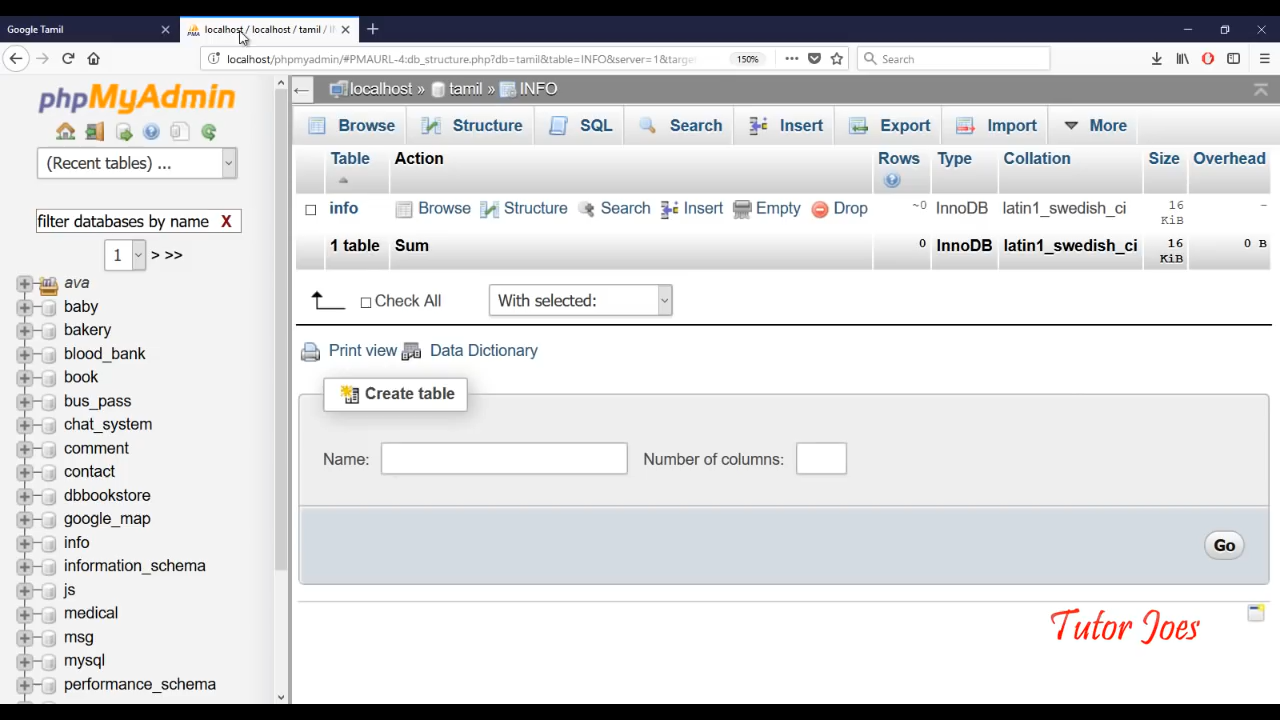 Google Tamil
localhost / localhost / tamil / 
localhost/phpmyadmin/#PMAURL-4:db_structure.php?db=tamil&table=INFO&server=1&target
150%
Search
phpMyAdmin
(Recent tables) ...
filter databases by name X
1 > >>
ava
baby
bakery
blood_bank
book
bus_pass
chat_system
comment
contact
dbbookstore
google_map
info
information_schema
js
medical
msg
mysql
performance_schema
localhost » tamil » INFO
Browse Structure SQL Search Insert Export Import More
Table Action Rows Type Collation Size Overhead
info Browse Structure Search Insert Empty Drop ~0 InnoDB latin1_swedish_ci 16 KiB -
1 table Sum 0 InnoDB latin1_swedish_ci 16 KiB 0 B
Check All With selected:
Print view Data Dictionary
Create table
Name: Number of columns:
Go
Tutor Joes